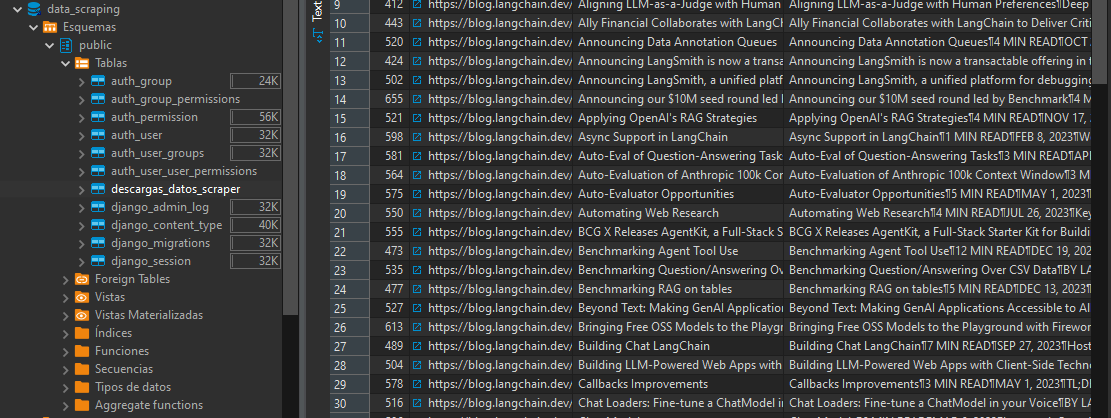 data_scraping
Esquemas
public
Tablas
auth_group 24K
auth_group_permissions
auth_permission 56K
auth_user 32K
auth_user_groups 32K
auth_user_user_permissions
descargas_datos_scraper
django_admin_log 32K
django_content_type 40K
django_migrations 32K
django_session 32K
Foreign Tables
Vistas
Vistas Materializadas
Índices
Funciones
Secuencias
Tipos de datos
Aggregate functions
Text
9 412 https://blog.langchain.dev/ Aligning LLM-as-a-Judge with Human Aligning LLM-as-a-Judge with Human Preferences¶Deep
10 443 https://blog.langchain.dev/ Ally Financial Collaborates with LangCh Ally Financial Collaborates with LangChain to Deliver Criti
11 520 https://blog.langchain.dev/ Announcing Data Annotation Queues Announcing Data Annotation Queues¶4 MIN READ¶OCT
12 424 https://blog.langchain.dev/ Announcing LangSmith is now a transa Announcing LangSmith is now a transactable offering in t
13 502 https://blog.langchain.dev/ Announcing LangSmith, a unified platf Announcing LangSmith, a unified platform for debugging
14 655 https://blog.langchain.dev/ Announcing our $10M seed round led l Announcing our $10M seed round led by Benchmark¶4 M
15 521 https://blog.langchain.dev/ Applying OpenAI's RAG Strategies Applying OpenAI's RAG Strategies¶4 MIN READ¶NOV 17,
16 598 https://blog.langchain.dev/ Async Support in LangChain Async Support in LangChain¶1 MIN READ¶FEB 8, 2023¶W
17 581 https://blog.langchain.dev/ Auto-Eval of Question-Answering Task Auto-Eval of Question-Answering Tasks¶3 MIN READ¶AP
18 564 https://blog.langchain.dev/ Auto-Evaluation of Anthropic 100k Con Auto-Evaluation of Anthropic 100k Context Window¶3 M
19 575 https://blog.langchain.dev/ Auto-Evaluator Opportunities Auto-Evaluator Opportunities¶5 MIN READ¶MAY 1, 2023¶
20 550 https://blog.langchain.dev/ Automating Web Research Automating Web Research¶4 MIN READ¶JUL 26, 2023¶Key
21 555 https://blog.langchain.dev/ BCG X Releases AgentKit, a Full-Stack S BCG X Releases AgentKit, a Full-Stack Starter Kit for Buildin
22 473 https://blog.langchain.dev/ Benchmarking Agent Tool Use Benchmarking Agent Tool Use¶12 MIN READ¶DEC 19, 202
23 535 https://blog.langchain.dev/ Benchmarking Question/Answering Ov Benchmarking Question/Answering Over CSV Data¶BY LA
24 477 https://blog.langchain.dev/ Benchmarking RAG on tables Benchmarking RAG on tables¶5 MIN READ¶DEC 13, 2023¶
25 527 https://blog.langchain.dev/ Beyond Text: Making GenAI Application Beyond Text: Making GenAI Applications Accessible to Al
26 613 https://blog.langchain.dev/ Bringing Free OSS Models to the Playgr Bringing Free OSS Models to the Playground with Firewor
27 489 https://blog.langchain.dev/ Building Chat LangChain Building Chat LangChain¶7 MIN READ¶SEP 27, 2023¶Host
28 504 https://blog.langchain.dev/ Building LLM-Powered Web Apps with Building LLM-Powered Web Apps with Client-Side Techn
29 578 https://blog.langchain.dev/ Callbacks Improvements Callbacks Improvements¶3 MIN READ¶MAY 1, 2023¶TL;D
30 516 https://blog.langchain.dev/ Chat Loaders: Fine-tune a ChatModel in Chat Loaders: Fine-tune a ChatModel in your Voice¶BY LA